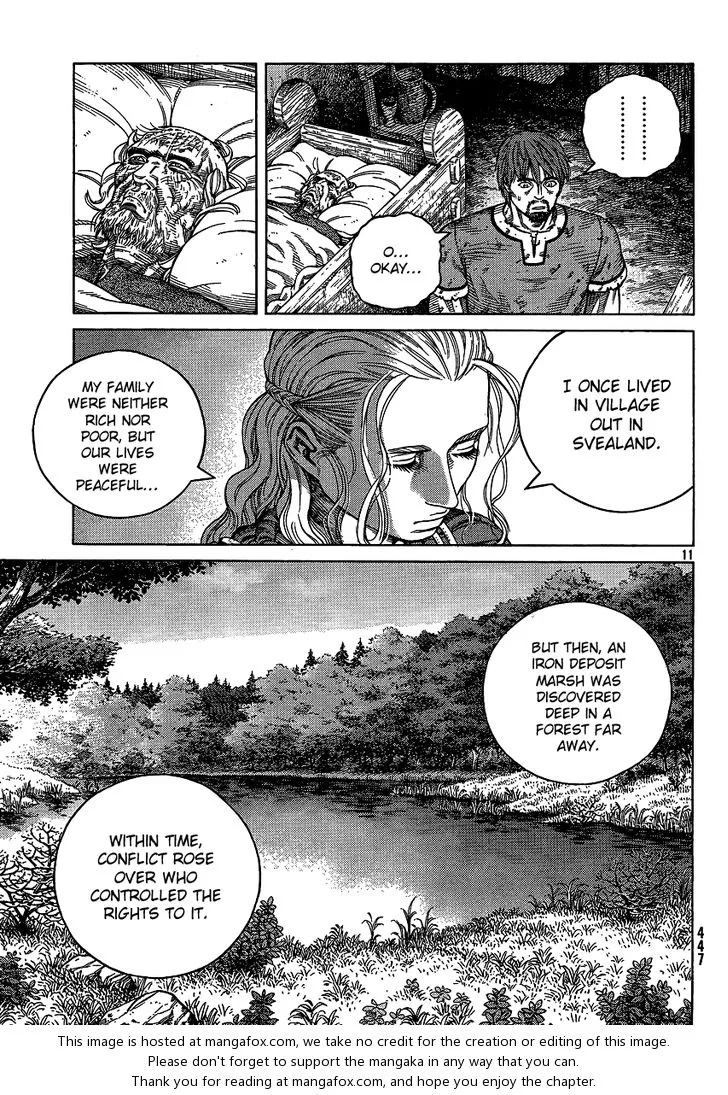 O...
OKAY...
I ONCE LIVED
IN VILLAGE
OUT IN
SVEALAND.
MY FAMILY
WERE NEITHER
RICH NOR
POOR, BUT
OUR LIVES
WERE
PEACEFUL...
11
BUT THEN, AN
IRON DEPOSIT
MARSH WAS
DISCOVERED
DEEP IN A
FOREST FAR
AWAY.
WITHIN TIME,
CONFLICT ROSE
OVER WHO
CONTROLLED THE
RIGHTS TO IT.
447
This image is hosted at mangafox.com, we take no credit for the creation or editing of this image.
Please don't forget to support the mangaka in any way that you can.
Thank you for reading at mangafox.com, and hope you enjoy the chapter.